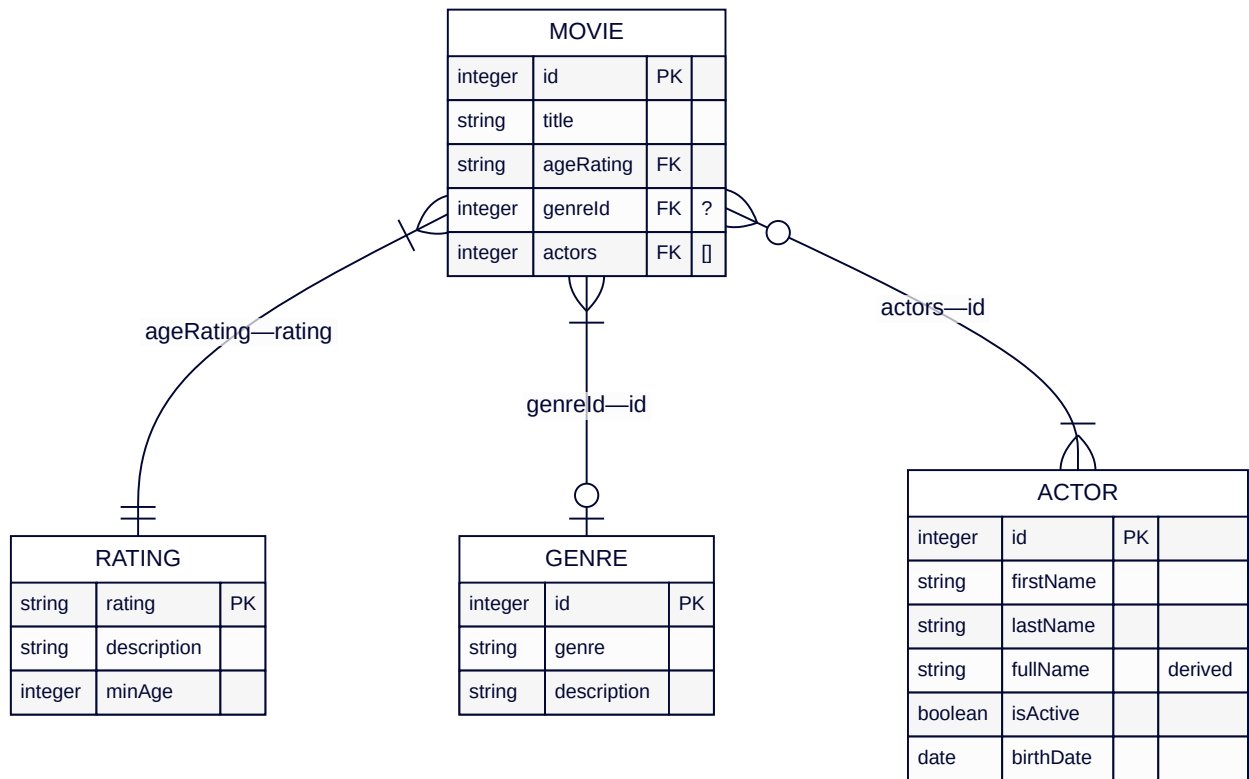 MOVIE
integer id PK
string title
string ageRating FK
integer genreId FK ?
integer actors FK []
ageRating—rating
genreId—id
actors—id
RATING
string rating PK
string description
integer minAge
GENRE
integer id PK
string genre
string description
ACTOR
integer id PK
string firstName
string lastName
string fullName derived
boolean isActive
date birthDate